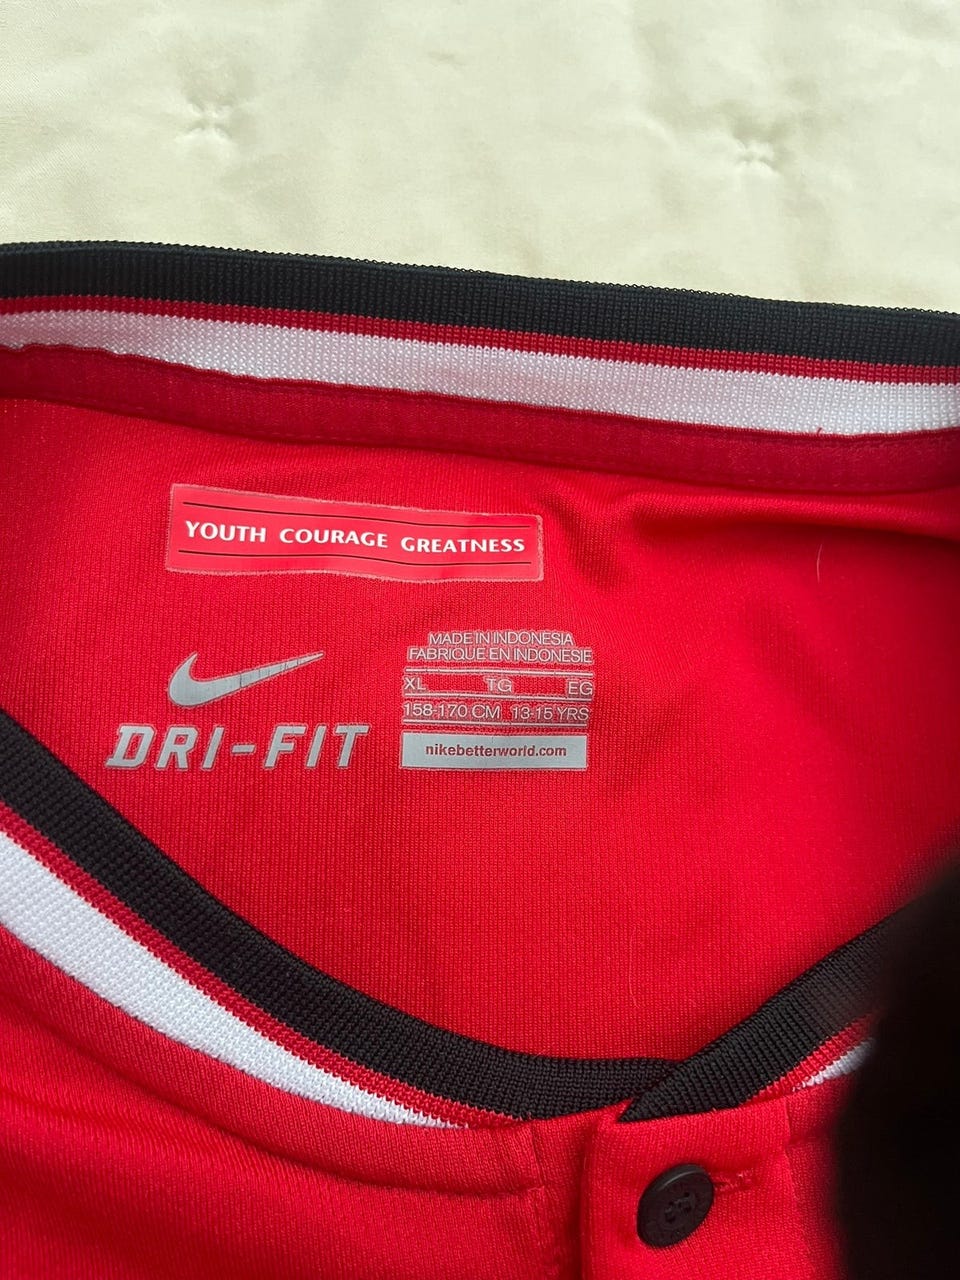 YOUTH COURAGE GREATNESS
DRI-FIT
MADE IN INDONESIA
FABRIQUE EN INDONESIE
XL TG EG
158-170 CM 13-15 YRS
nikebetterworld.com